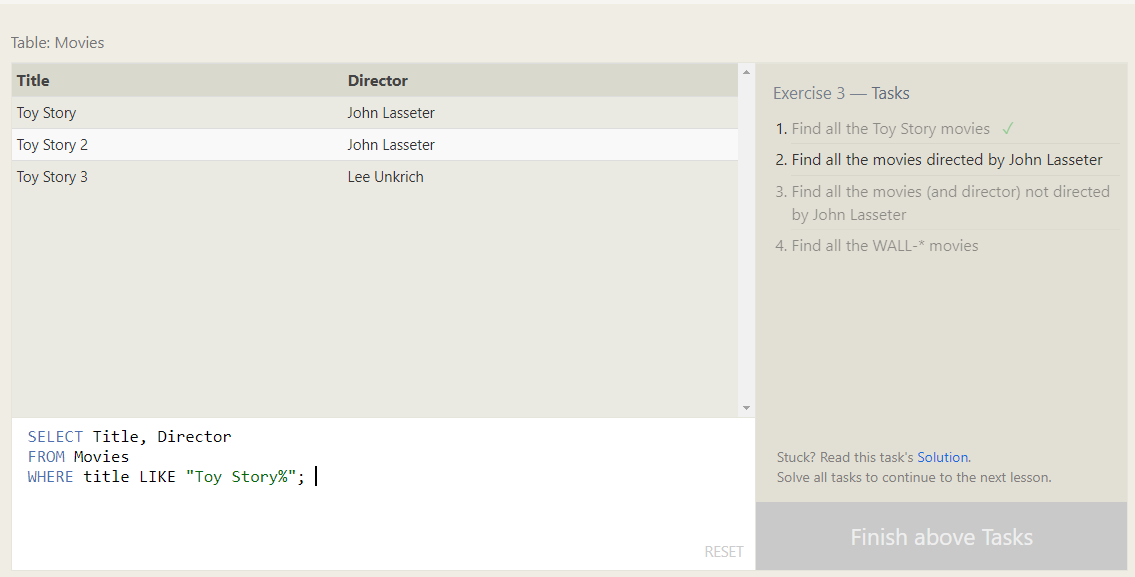 Table: Movies
Title Director
Toy Story John Lasseter
Toy Story 2 John Lasseter
Toy Story 3 Lee Unkrich
SELECT Title, Director
FROM Movies
WHERE title LIKE "Toy Story%";
RESET
Exercise 3 — Tasks
1. Find all the Toy Story movies ✓
2. Find all the movies directed by John Lasseter
3. Find all the movies (and director) not directed
by John Lasseter
4. Find all the WALL-* movies
Stuck? Read this task's Solution.
Solve all tasks to continue to the next lesson.
Finish above Tasks